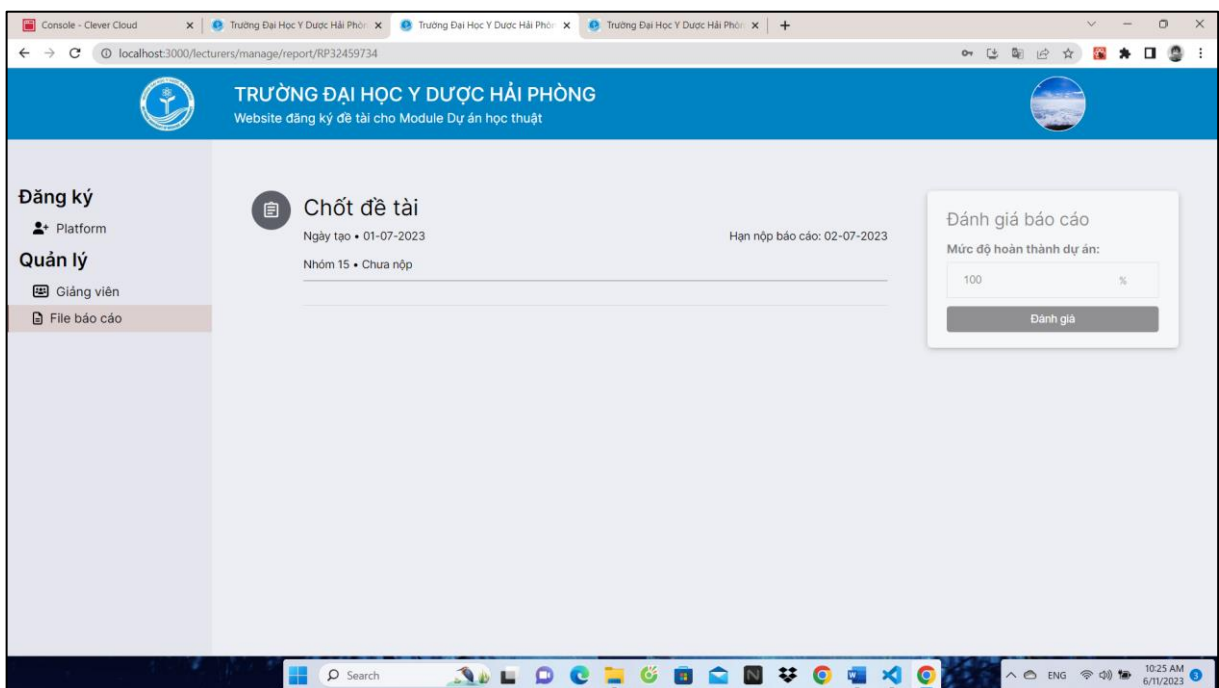 Console - Clever Cloud
Trường Đại Học Y Dược Hải Phòn
Trường Đại Học Y Dược Hải Phòn
Trường Đại Học Y Dược Hải Phòn
localhost:3000/lecturers/manage/report/RP32459734
TRƯỜNG ĐẠI HỌC Y DƯỢC HẢI PHÒNG
Website đăng ký đề tài cho Module Dự án học thuật
Đăng ký
Platform
Quản lý
Giảng viên
File báo cáo
Chốt đề tài
Ngày tạo • 01-07-2023
Hạn nộp báo cáo: 02-07-2023
Nhóm 15 • Chưa nộp
Đánh giá báo cáo
Mức độ hoàn thành dự án:
100 %
Đánh giá
Search
ENG
10:25 AM
6/11/2023
3